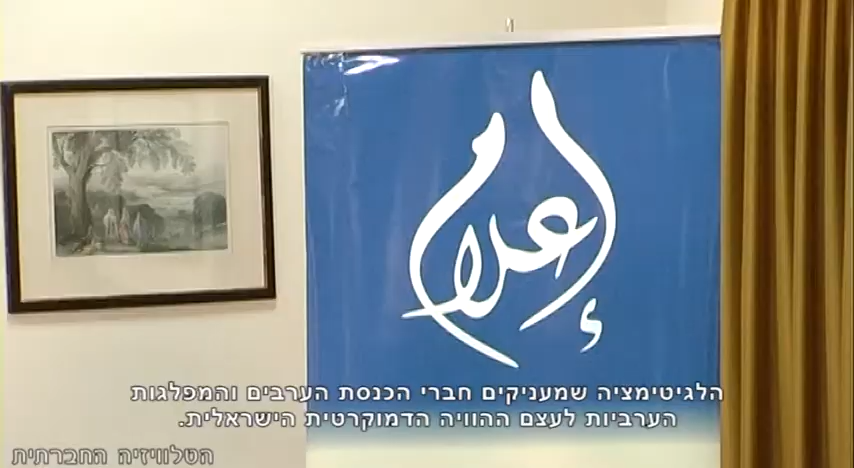 إعلام
הלגיטימציה שמעניקים חברי הכנסת הערבים והמפלגות
הערביות לעצם ההוויה הדמוקרטית הישראלית.
הטלוויזיה החברתית